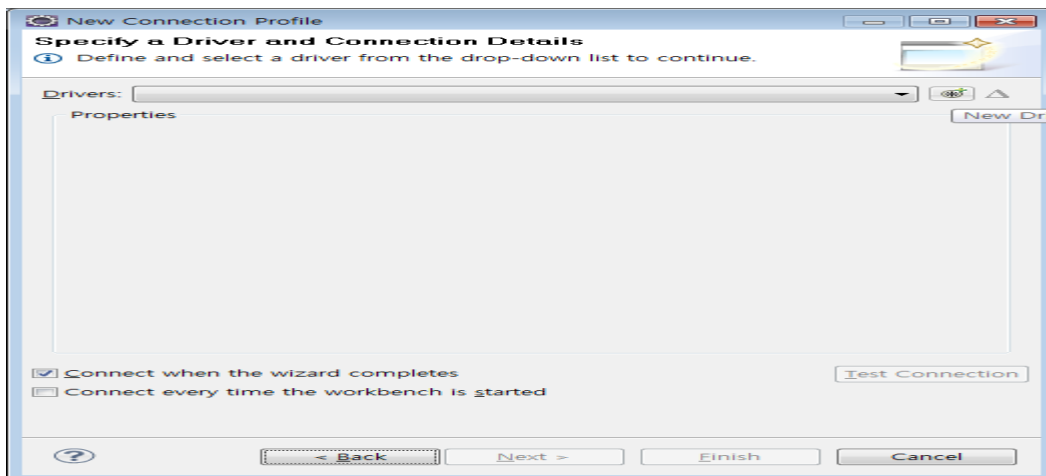 New Connection Profile
Specify a Driver and Connection Details
Define and select a driver from the drop-down list to continue.
Drivers:
Properties
New Dr
Connect when the wizard completes
Test Connection
Connect every time the workbench is started
?
< Back
Next >
Finish
Cancel